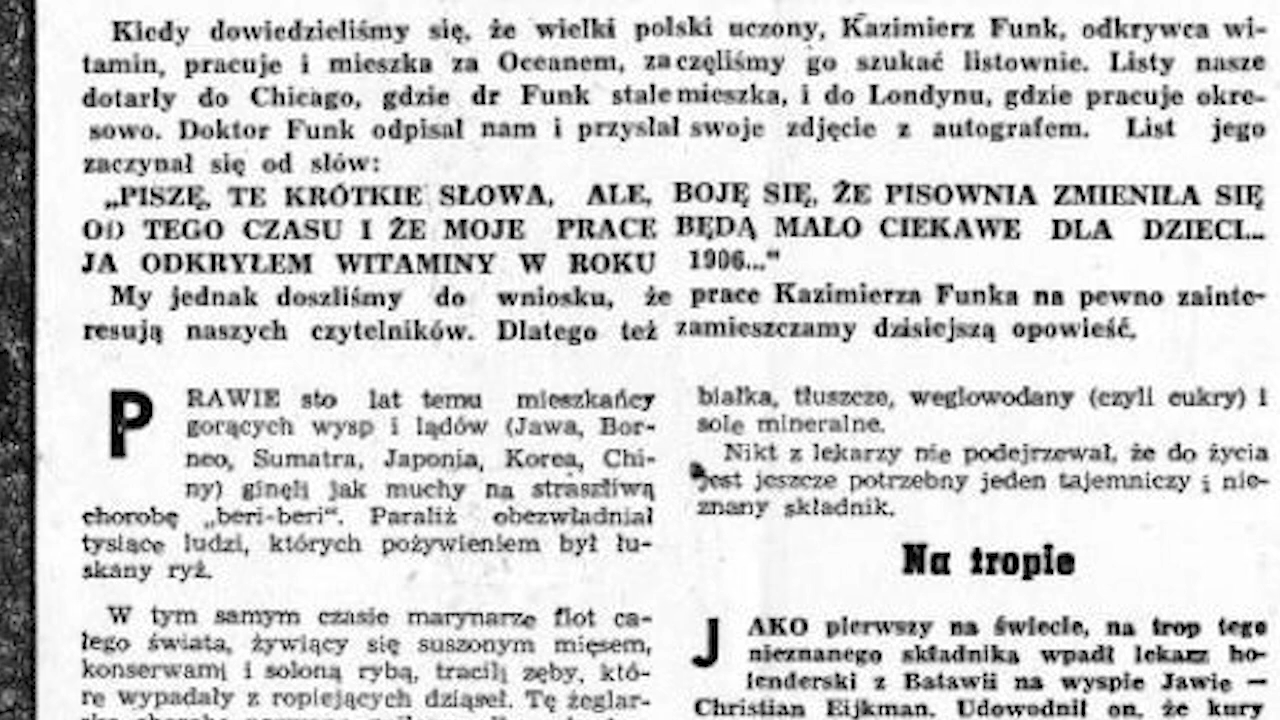 Kiedy dowiedzieliśmy się, że wielki polski uczony, Kazimierz Funk, odkrywca wi-
tamin, pracuje i mieszka za Oceanem, zaczęliśmy go szukać listownie. Listy nasze
dotarły do Chicago, gdzie dr Funk stale mieszka, i do Londynu, gdzie pracuje okre-
sowo. Doktor Funk odpisał nam i przysłał swoje zdjęcie z autografem. List jego
zaczynał się od słów:
„PISZĘ, TE KRÓTKIE SŁOWA, ALE, BOJĘ SIĘ, ŻE PISOWNIA ZMIENIŁA SIĘ
OD TEGO CZASU I ŻE MOJE PRACE BĘDĄ MAŁO CIEKAWE DLA DZIECI...
JA ODKRYŁEM WITAMINY W ROKU 1906..."
My jednak doszliśmy do wniosku, że prace Kazimierza Funka na pewno zainte-
resują naszych czytelników. Dlatego też zamieszczamy dzisiejszą opowieść.
PRAWIE sto lat temu mieszkańcy
gorących wysp i lądów (Jawa, Bor-
neo, Sumatra, Japonia, Korea, Chi-
ny) ginęli jak muchy na straszliwą
chorobę „beri-beri". Paraliż obezwładniał
tysiące ludzi, których pożywieniem był łu-
skany ryż.
W tym samym czasie marynarze flot ca-
łego świata, żywiący się suszonym mięsem,
konserwami i soloną rybą, tracili zęby, któ-
re wypadały z ropiejących dziąseł. Tę żeglar-
białka, tłuszcze, węglowodany (czyli cukry) i
sole mineralne.
Nikt z lekarzy nie podejrzewał, że do życia
jest jeszcze potrzebny jeden tajemniczy i nie-
znany składnik.
Na tropie
JAKO pierwszy na świecie, na trop tego
nieznanego składnika wpadł lekarz ho-
lenderski z Batawii na wyspie Jawie —
Christian Eijkman. Udowodnił on, że kury